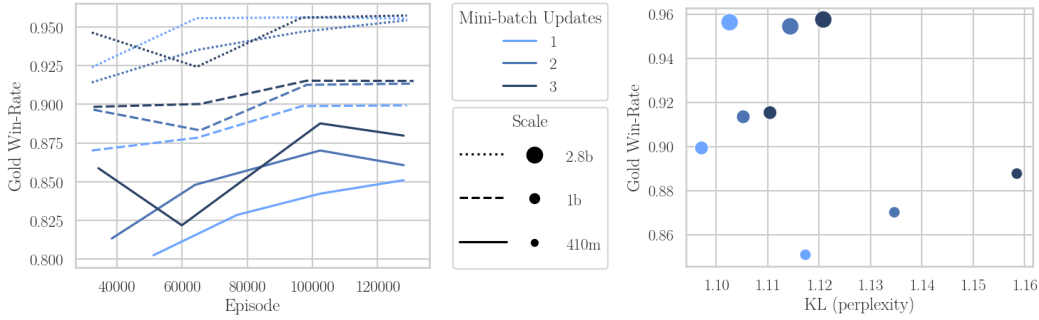 Gold Win-Rate
0.950
0.925
0.900
0.875
0.850
0.825
0.800
40000 60000 80000 100000 120000
Episode
Mini-batch Updates
1
2
3
Scale
2.8b
1b
410m
Gold Win-Rate
0.96
0.94
0.92
0.90
0.88
0.86
1.10 1.11 1.12 1.13 1.14 1.15 1.16
KL (perplexity)